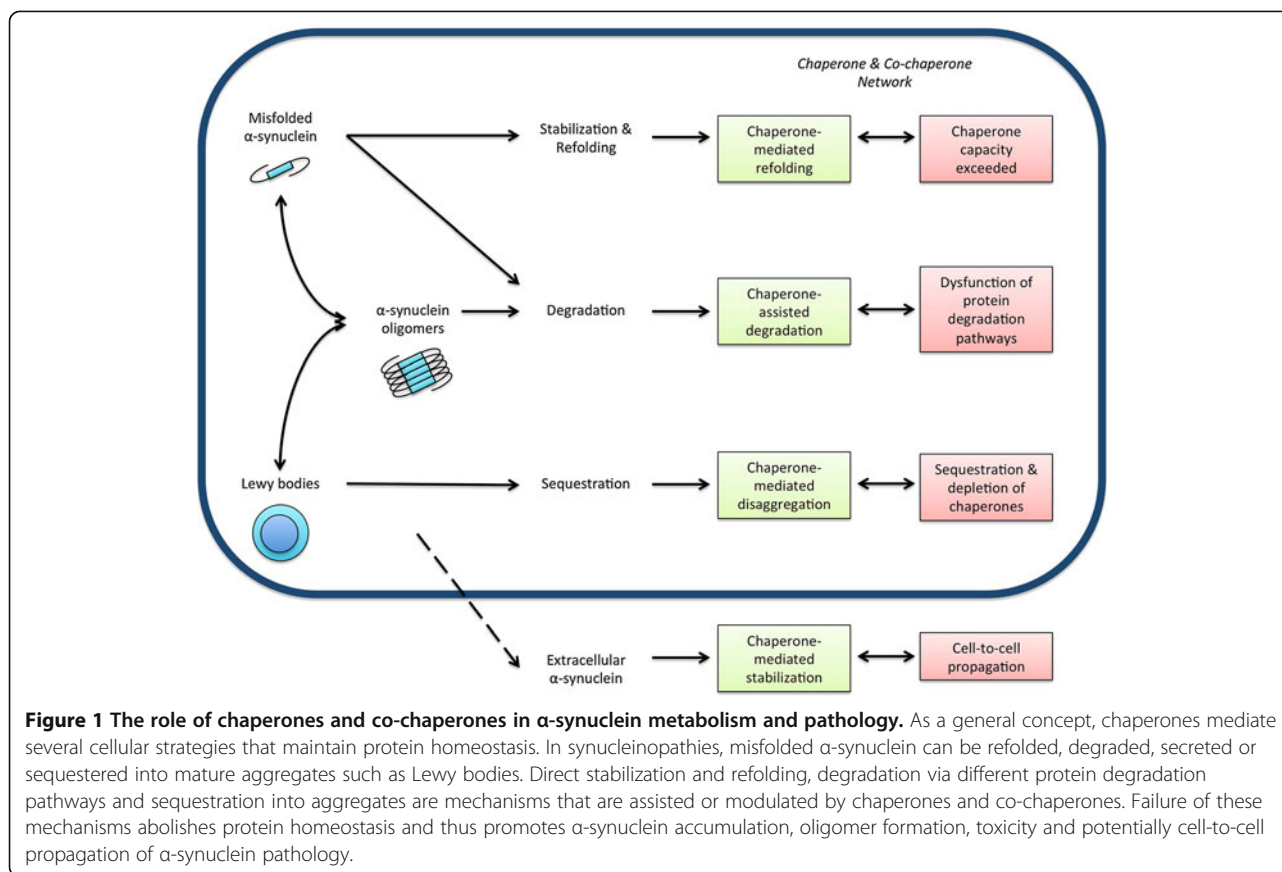 Chaperone & Co-chaperone
Network
Misfolded
α-synuclein
Stabilization &
Refolding
Chaperone-
mediated
refolding
Chaperone
capacity
exceeded
α-synuclein
oligomers
Degradation
Chaperone-
assisted
degradation
Dysfunction of
protein
degradation
pathways
Lewy bodies
Sequestration
Chaperone-
mediated
disaggregation
Sequestration &
depletion of
chaperones
Extracellular
α-synuclein
Chaperone-
mediated
stabilization
Cell-to-cell
propagation
Figure 1 The role of chaperones and co-chaperones in α-synuclein metabolism and pathology. As a general concept, chaperones mediate
several cellular strategies that maintain protein homeostasis. In synucleinopathies, misfolded α-synuclein can be refolded, degraded, secreted or
sequestered into mature aggregates such as Lewy bodies. Direct stabilization and refolding, degradation via different protein degradation
pathways and sequestration into aggregates are mechanisms that are assisted or modulated by chaperones and co-chaperones. Failure of these
mechanisms abolishes protein homeostasis and thus promotes α-synuclein accumulation, oligomer formation, toxicity and potentially cell-to-cell
propagation of α-synuclein pathology.